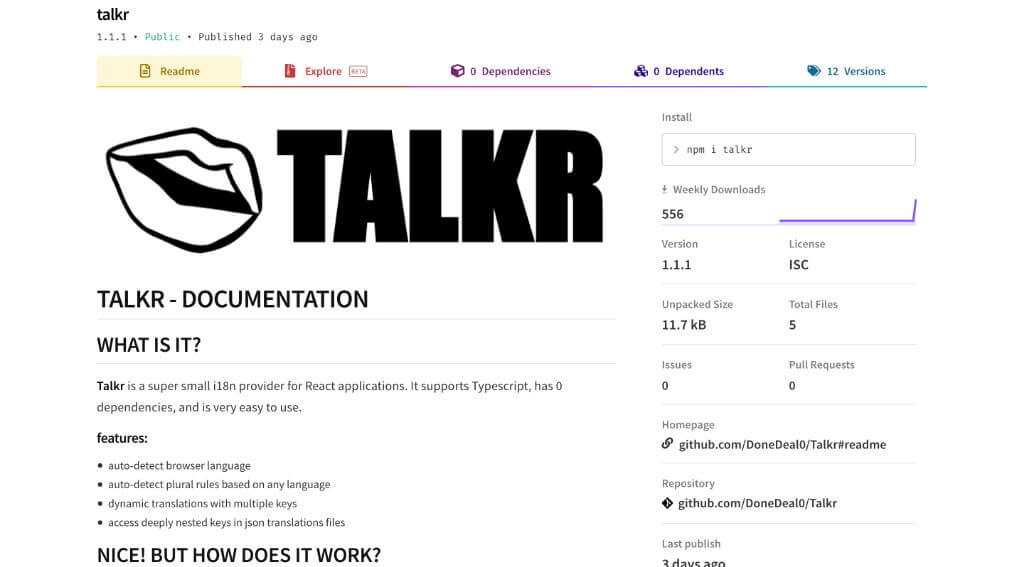 talkr
1.1.1 • Public • Published 3 days ago
Readme
Explore BETA
0 Dependencies
0 Dependents
12 Versions
TALKR
TALKR - DOCUMENTATION
WHAT IS IT?
Talkr is a super small i18n provider for React applications. It supports Typescript, has 0
dependencies, and is very easy to use.
features:
• auto-detect browser language
• auto-detect plural rules based on any language
• dynamic translations with multiple keys
• access deeply nested keys in json translations files
NICE! BUT HOW DOES IT WORK?
Install
> npm i talkr
Weekly Downloads
556
Version
1.1.1
License
ISC
Unpacked Size
11.7 kB
Total Files
5
Issues
0
Pull Requests
0
Homepage
github.com/DoneDeal0/Talkr#readme
Repository
github.com/DoneDeal0/Talkr
Last publish
3 days ago